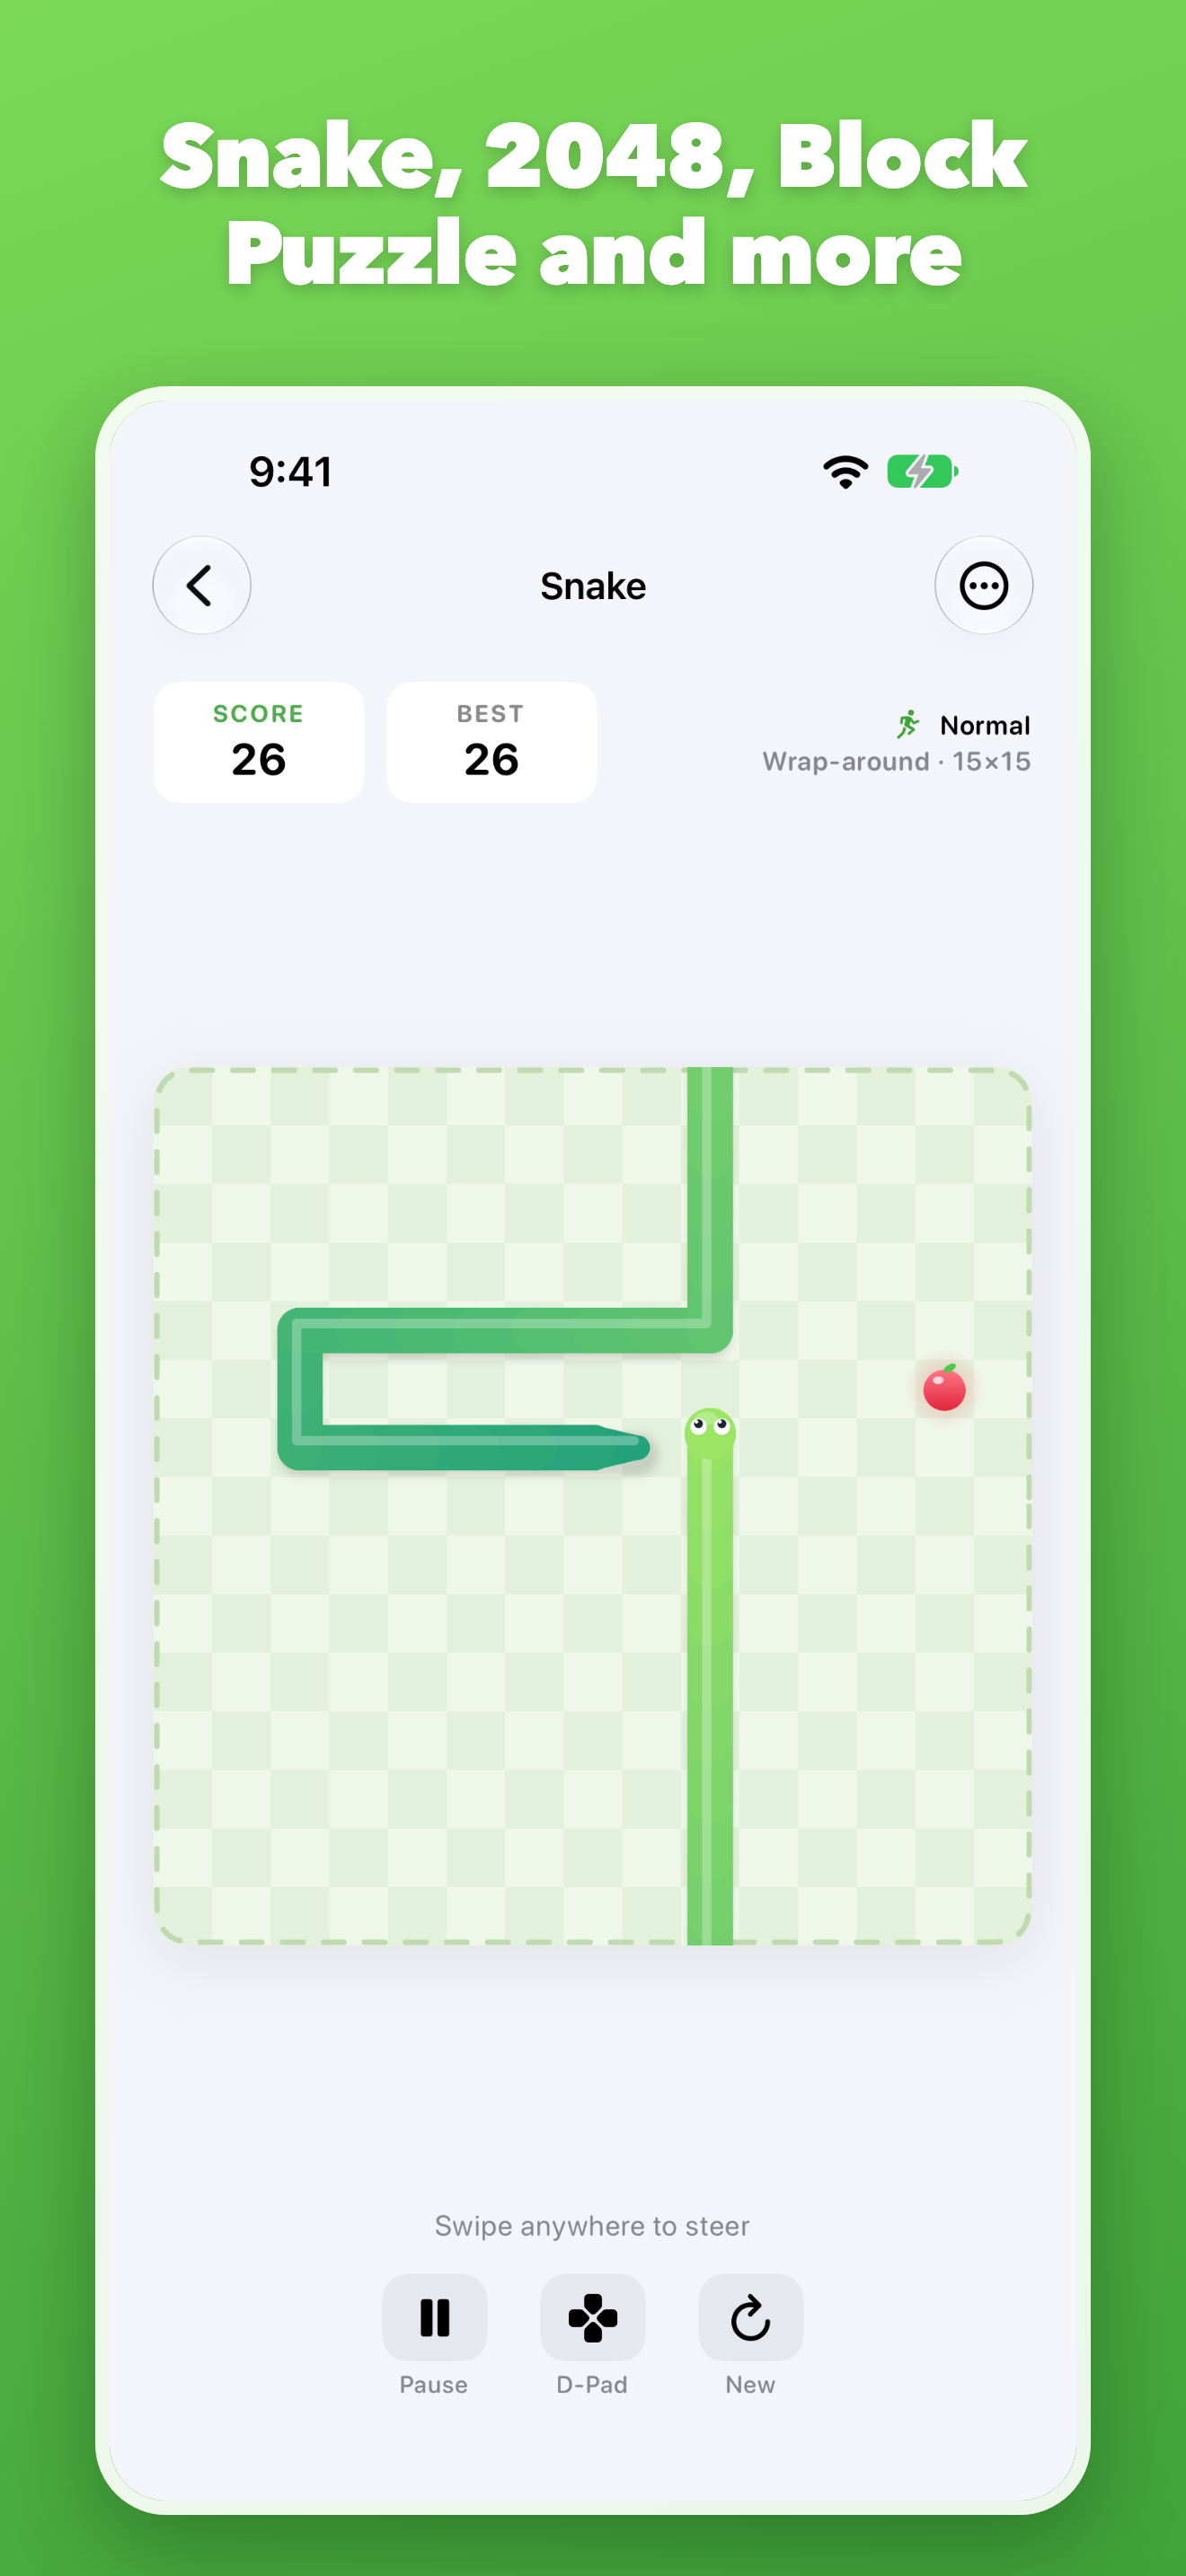 Snake, 2048, Block
Puzzle and more
9:41
Snake
SCORE
26
BEST
26
Normal
Wrap-around · 15×15
Swipe anywhere to steer
Pause
D-Pad
New